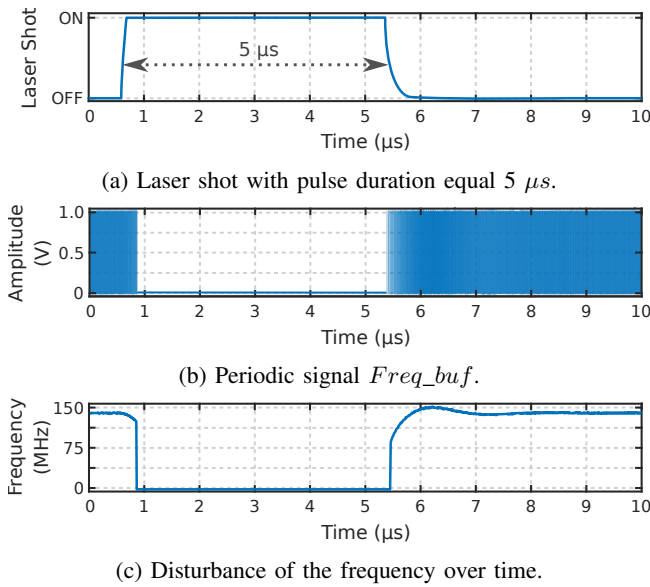 Laser Shot
ON
OFF
5 µs
0 1 2 3 4 5 6 7 8 9 10
Time (µs)
(a) Laser shot with pulse duration equal 5 µs.
Amplitude
(V)
1.0
0.5
0
0 1 2 3 4 5 6 7 8 9 10
Time (µs)
(b) Periodic signal Freq_buf.
Frequency
(MHz)
150
75
0
0 1 2 3 4 5 6 7 8 9 10
Time (µs)
(c) Disturbance of the frequency over time.